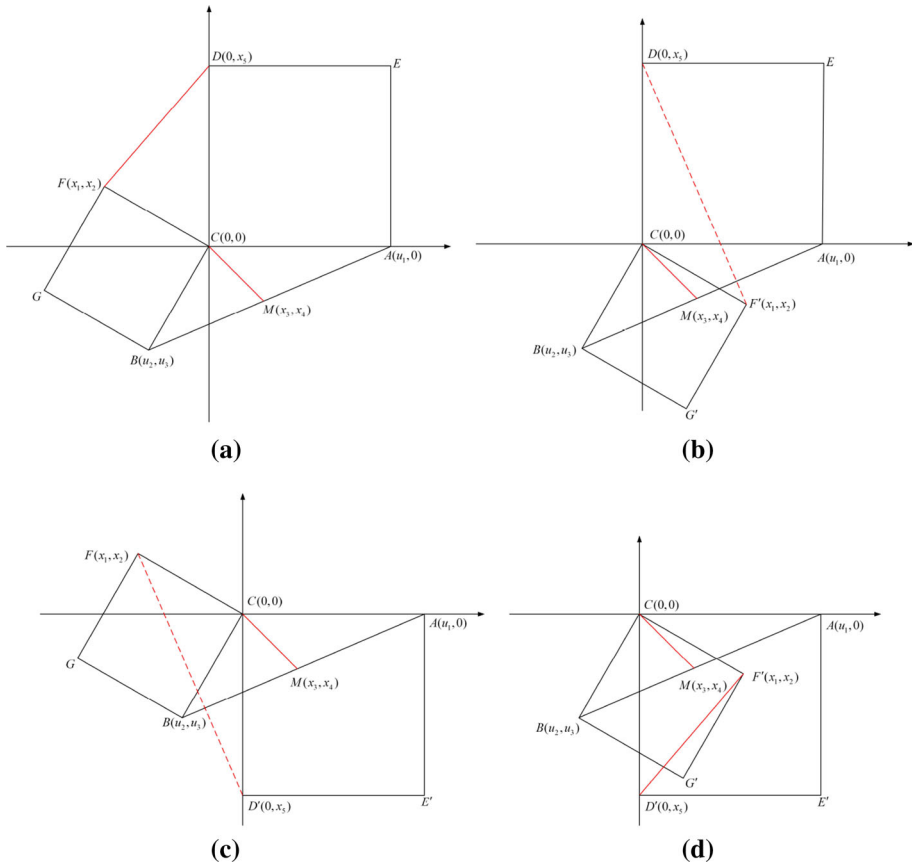 D(0, x₅)
E
F(x₁, x₂)
C(0,0)
A(u₁,0)
G
M(x₃, x₄)
B(u₂,u₃)
(a)
D(0, x₅)
E
C(0,0)
A(u₁,0)
F'(x₁, x₂)
M(x₃, x₄)
B(u₂,u₃)
G'
(b)
F(x₁, x₂)
C(0,0)
A(u₁,0)
G
M(x₃, x₄)
B(u₂,u₃)
D'(0, x₅)
E'
(c)
C(0,0)
A(u₁,0)
M(x₃, x₄)
F'(x₁, x₂)
B(u₂,u₃)
G'
D'(0, x₅)
E'
(d)